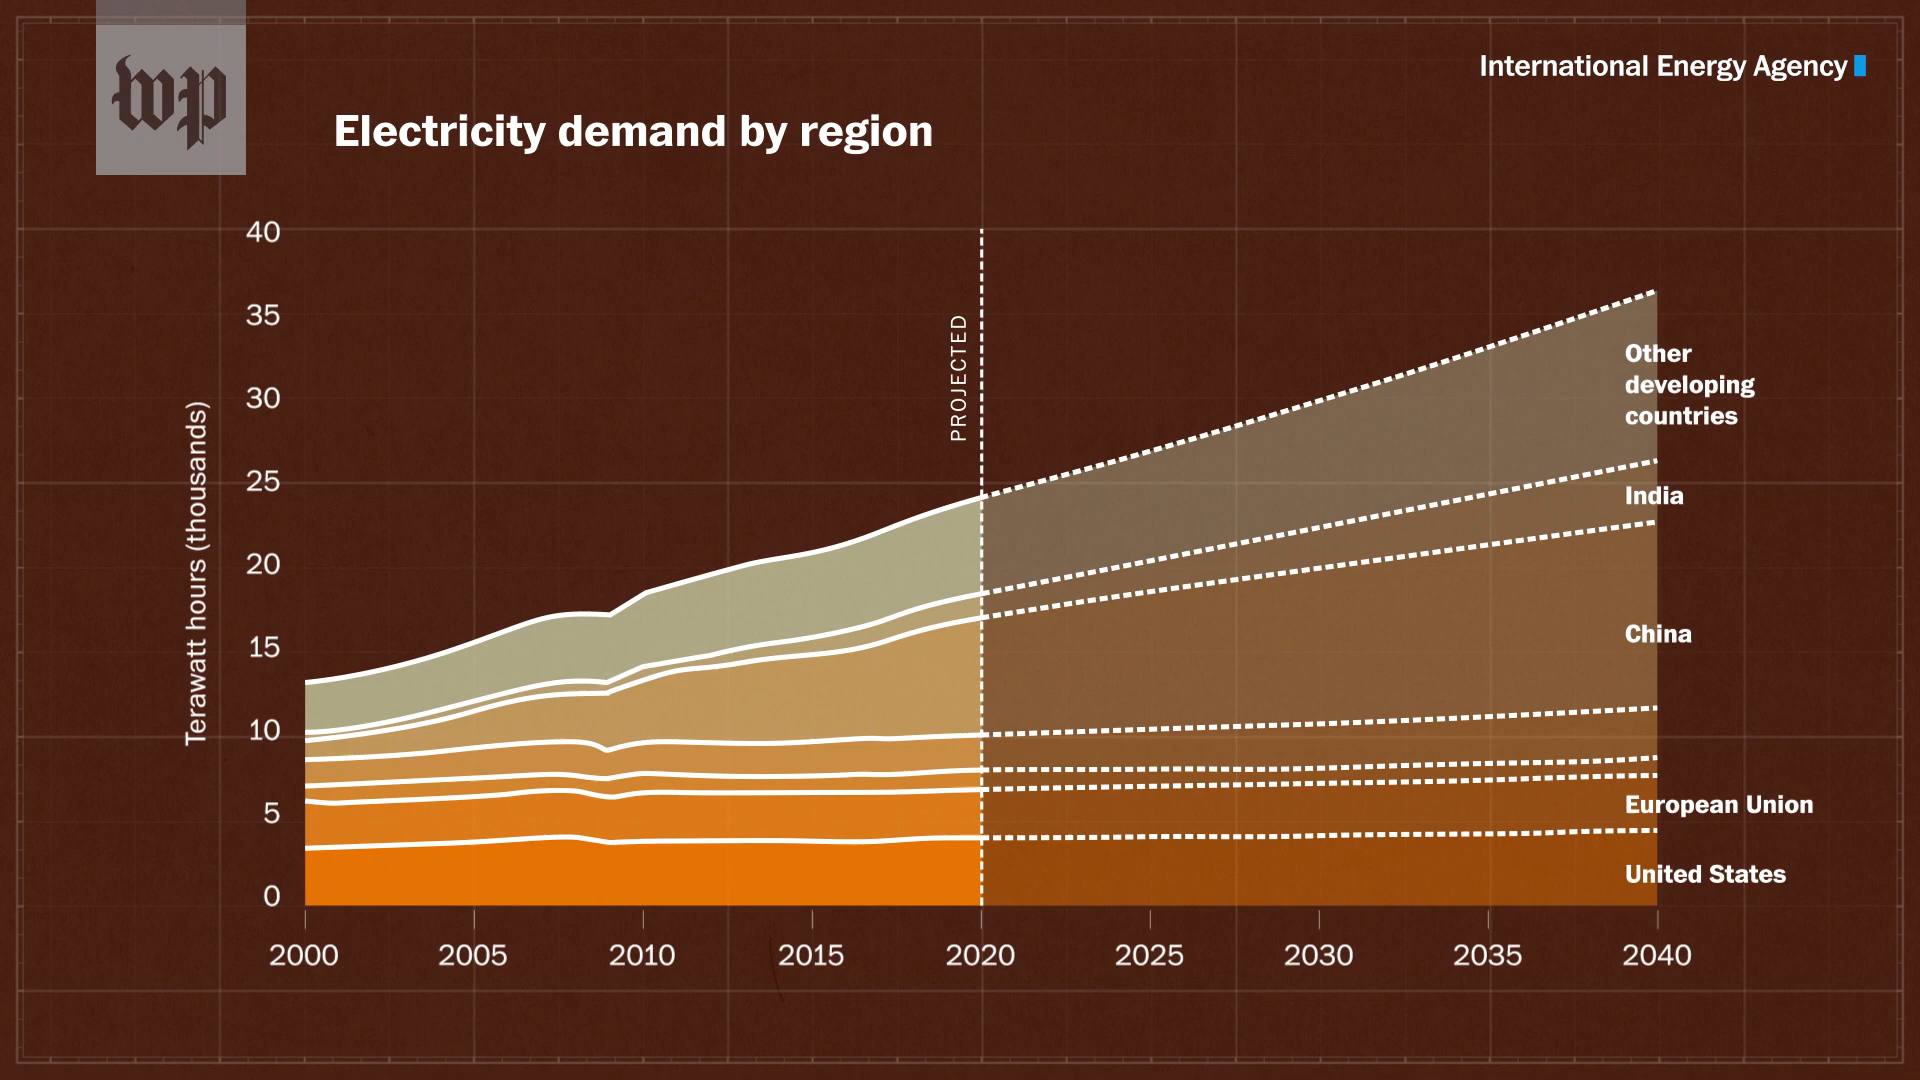 wp
International Energy Agency
Electricity demand by region
Terawatt hours (thousands)
40
35
30
25
20
15
10
5
0
PROJECTED
Other
developing
countries
India
China
European Union
United States
2000 2005 2010 2015 2020 2025 2030 2035 2040